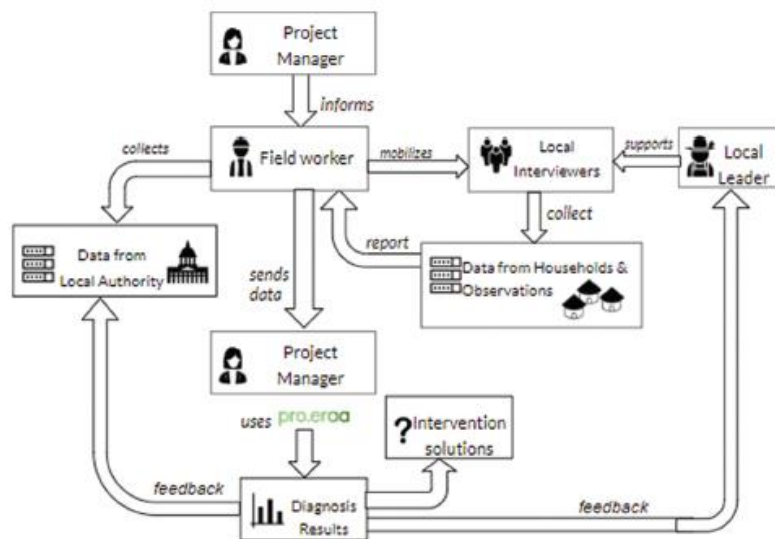 Project
Manager
informs
collects
Field worker
mobilizes
Local
Interviewers
supports
Local
Leader
collect
Data from
Local Authority
report
Data from Households &
Observations
sends
data
Project
Manager
uses pro.eraa
? Intervention
solutions
feedback
Diagnosis
Results
feedback